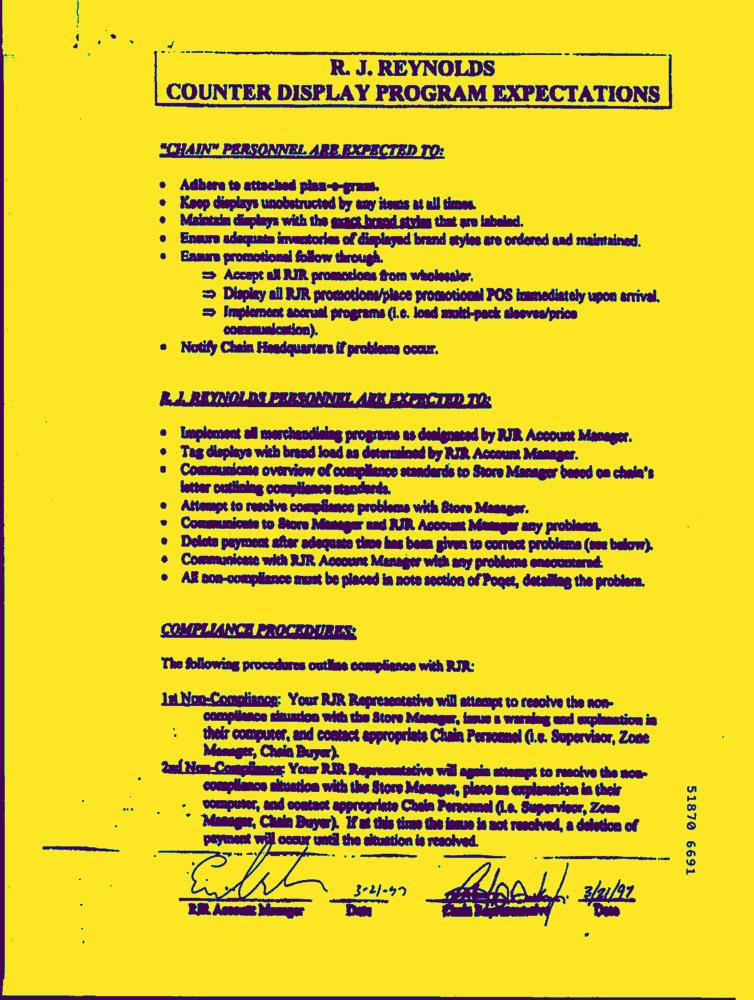 R. J. REYNOLDS
COUNTER DISPLAY PROGRAM EXPECTATIONS
"CHAIN" PERSONNEL ARE EXPECTED TO:
• Adhere to attached plan-o-gram.
• Keep displays unobstructed by any items at all times.
• Maintain displays with the exact brand styles that are labeled.
• Ensure adequate inventories of displayed brand styles are ordered and maintained.
• Ensure promotional follow through.
⇒ Accept all RJR promotions from wholesaler.
⇒ Display all RJR promotions/place promotional POS immediately upon arrival.
⇒ Implement accrual programs (i.e. load multi-pack sleeves/price
communication).
• Notify Chain Headquarters if problems occur.
R. J. REYNOLDS PERSONNEL ARE EXPECTED TO:
• Implement all merchandising programs as designated by RJR Account Manager.
• Tag displays with brand load as determined by RJR Account Manager.
• Communicate overview of compliance standards to Store Manager based on chain's
letter outlining compliance standards.
• Attempt to resolve compliance problems with Store Manager.
• Communicate to Store Manager and RJR Account Manager any problems.
• Delete payment after adequate time has been given to correct problems (see below).
• Communicate with RJR Account Manager with any problems encountered.
• All non-compliance must be placed in note section of Poqet, detailing the problem.
COMPLIANCE PROCEDURES:
The following procedures outline compliance with RJR:
1st Non-Compliance: Your RJR Representative will attempt to resolve the non-
compliance situation with the Store Manager, issue a warning and explanation in
their computer, and contact appropriate Chain Personnel (i.e. Supervisor, Zone
Manager, Chain Buyer).
2nd Non-Compliance: Your RJR Representative will again attempt to resolve the non-
compliance situation with the Store Manager, place an explanation in their
computer, and contact appropriate Chain Personnel (i.e. Supervisor, Zone
Manager, Chain Buyer). If at this time the issue is not resolved, a deletion of
payment will occur until the situation is resolved.
3-21-97 3/21/97
RJR Account Manager Date Chain Representative Date
51870 6691